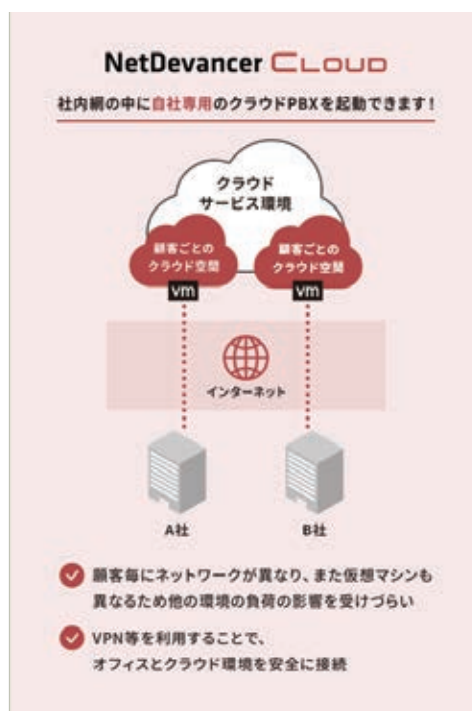 NetDevancer CLOUD
社内網の中に自社専用のクラウドPBXを起動できます！
クラウド
サービス環境
顧客ごとの
クラウド空間
顧客ごとの
クラウド空間
vm
vm
インターネット
A社
B社
顧客毎にネットワークが異なり、また仮想マシンも
異なるため他の環境の負荷の影響を受けづらい
VPN等を利用することで、
オフィスとクラウド環境を安全に接続